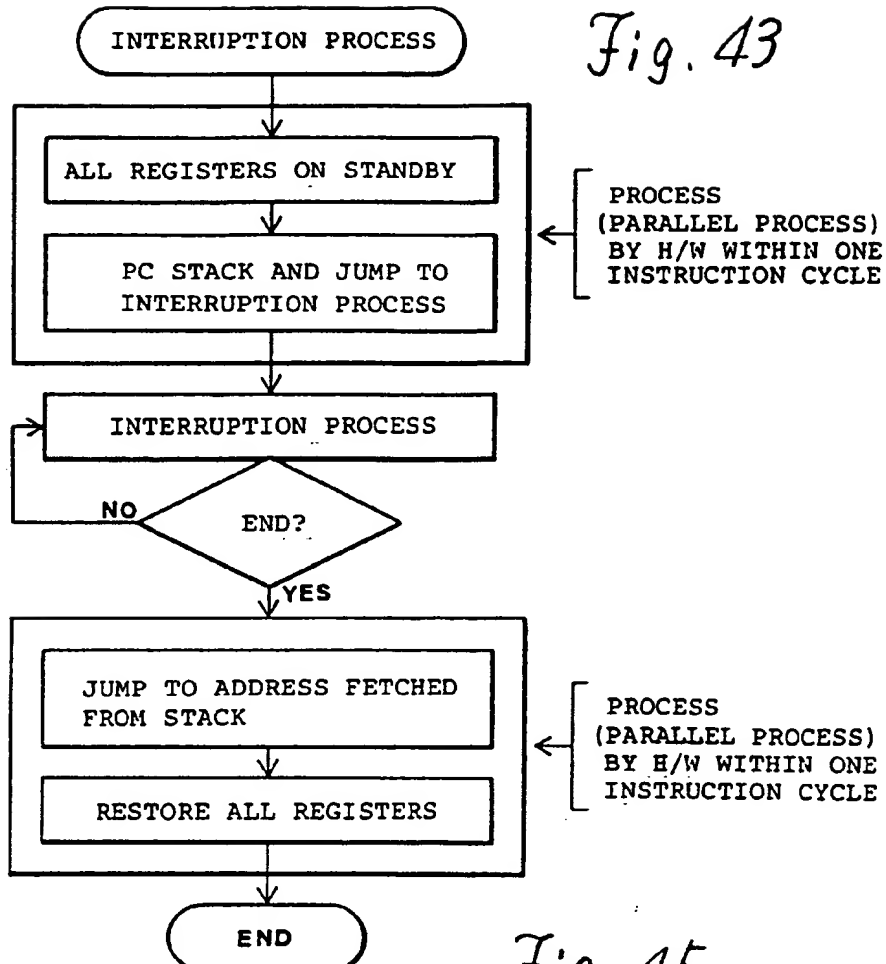 INTERRUPTION PROCESS
Fig. 43
ALL REGISTERS ON STANDBY
PC STACK AND JUMP TO
INTERRUPTION PROCESS
PROCESS
(PARALLEL PROCESS)
BY H/W WITHIN ONE
INSTRUCTION CYCLE
INTERRUPTION PROCESS
NO
END?
YES
JUMP TO ADDRESS FETCHED
FROM STACK
RESTORE ALL REGISTERS
PROCESS
(PARALLEL PROCESS)
BY H/W WITHIN ONE
INSTRUCTION CYCLE
END
Fig.